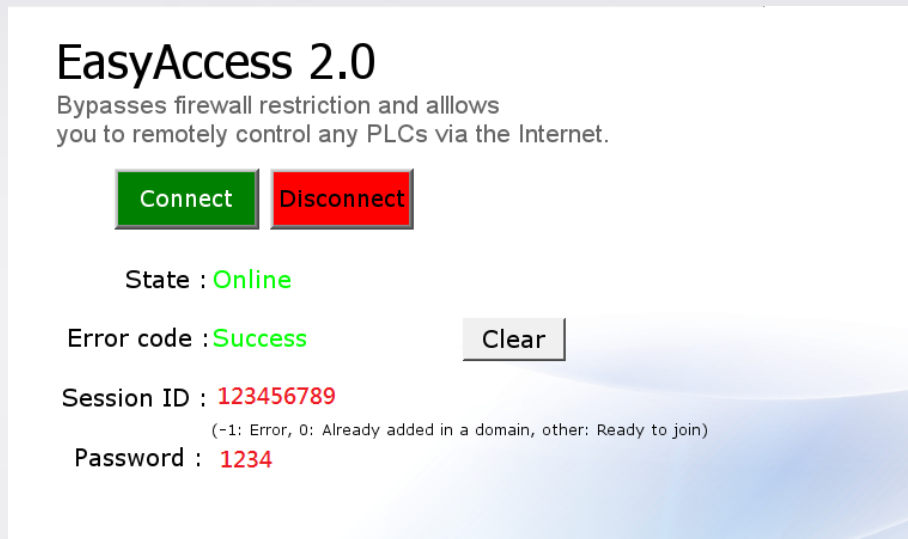 EasyAccess 2.0
Bypasses firewall restriction and alllows
you to remotely control any PLCs via the Internet.
Connect Disconnect
State : Online
Error code : Success Clear
Session ID : 123456789
(-1: Error, 0: Already added in a domain, other: Ready to join)
Password : 1234